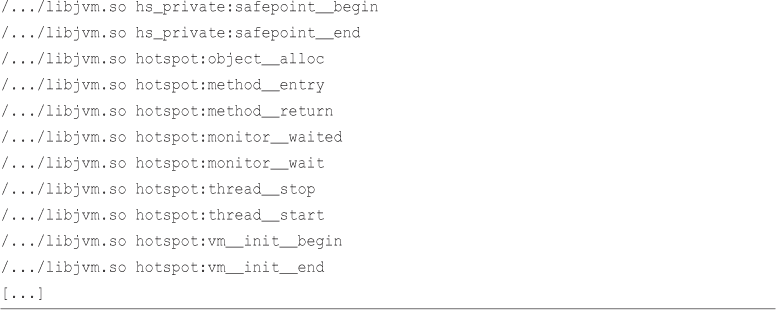 /.../libjvm.so hs_private:safepoint__begin
/.../libjvm.so hs_private:safepoint__end
/.../libjvm.so hotspot:object__alloc
/.../libjvm.so hotspot:method__entry
/.../libjvm.so hotspot:method__return
/.../libjvm.so hotspot:monitor__waited
/.../libjvm.so hotspot:monitor__wait
/.../libjvm.so hotspot:thread__stop
/.../libjvm.so hotspot:thread__start
/.../libjvm.so hotspot:vm__init__begin
/.../libjvm.so hotspot:vm__init__end
[...]